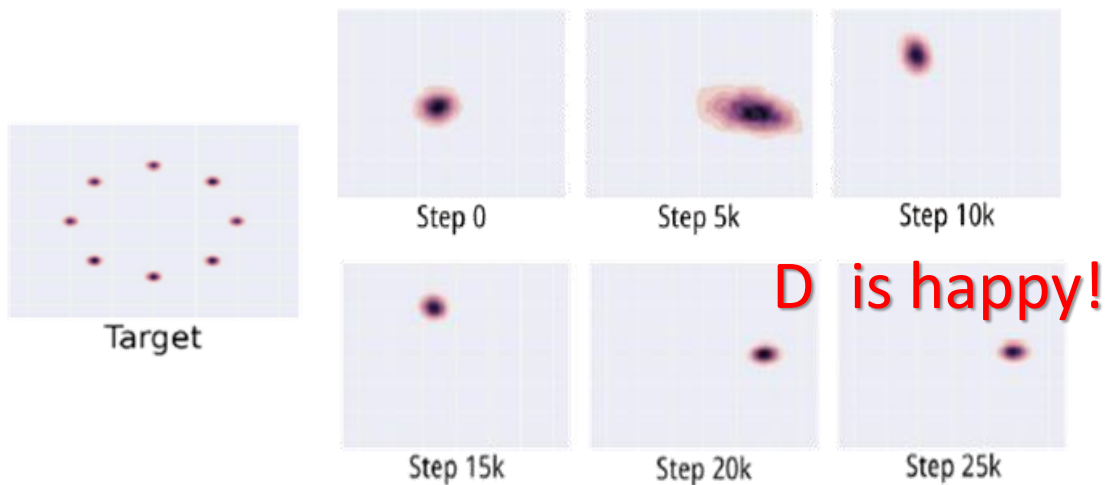 Target
Step 0
Step 5k
Step 10k
D is happy!
Step 15k
Step 20k
Step 25k